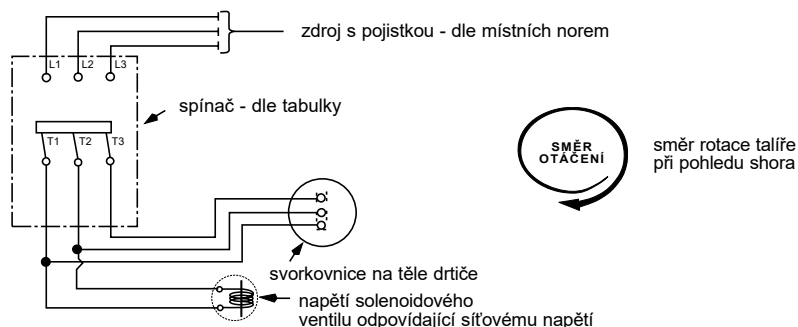 zdroj s pojistkou - dle místních norem
L1 L2 L3
spínač - dle tabulky
T1 T2 T3
SMĚR
OTÁČENÍ
směr rotace talíře
při pohledu shora
svorkovnice na těle drtiče
napětí solenoidového
ventilu odpovídající síťovému napětí